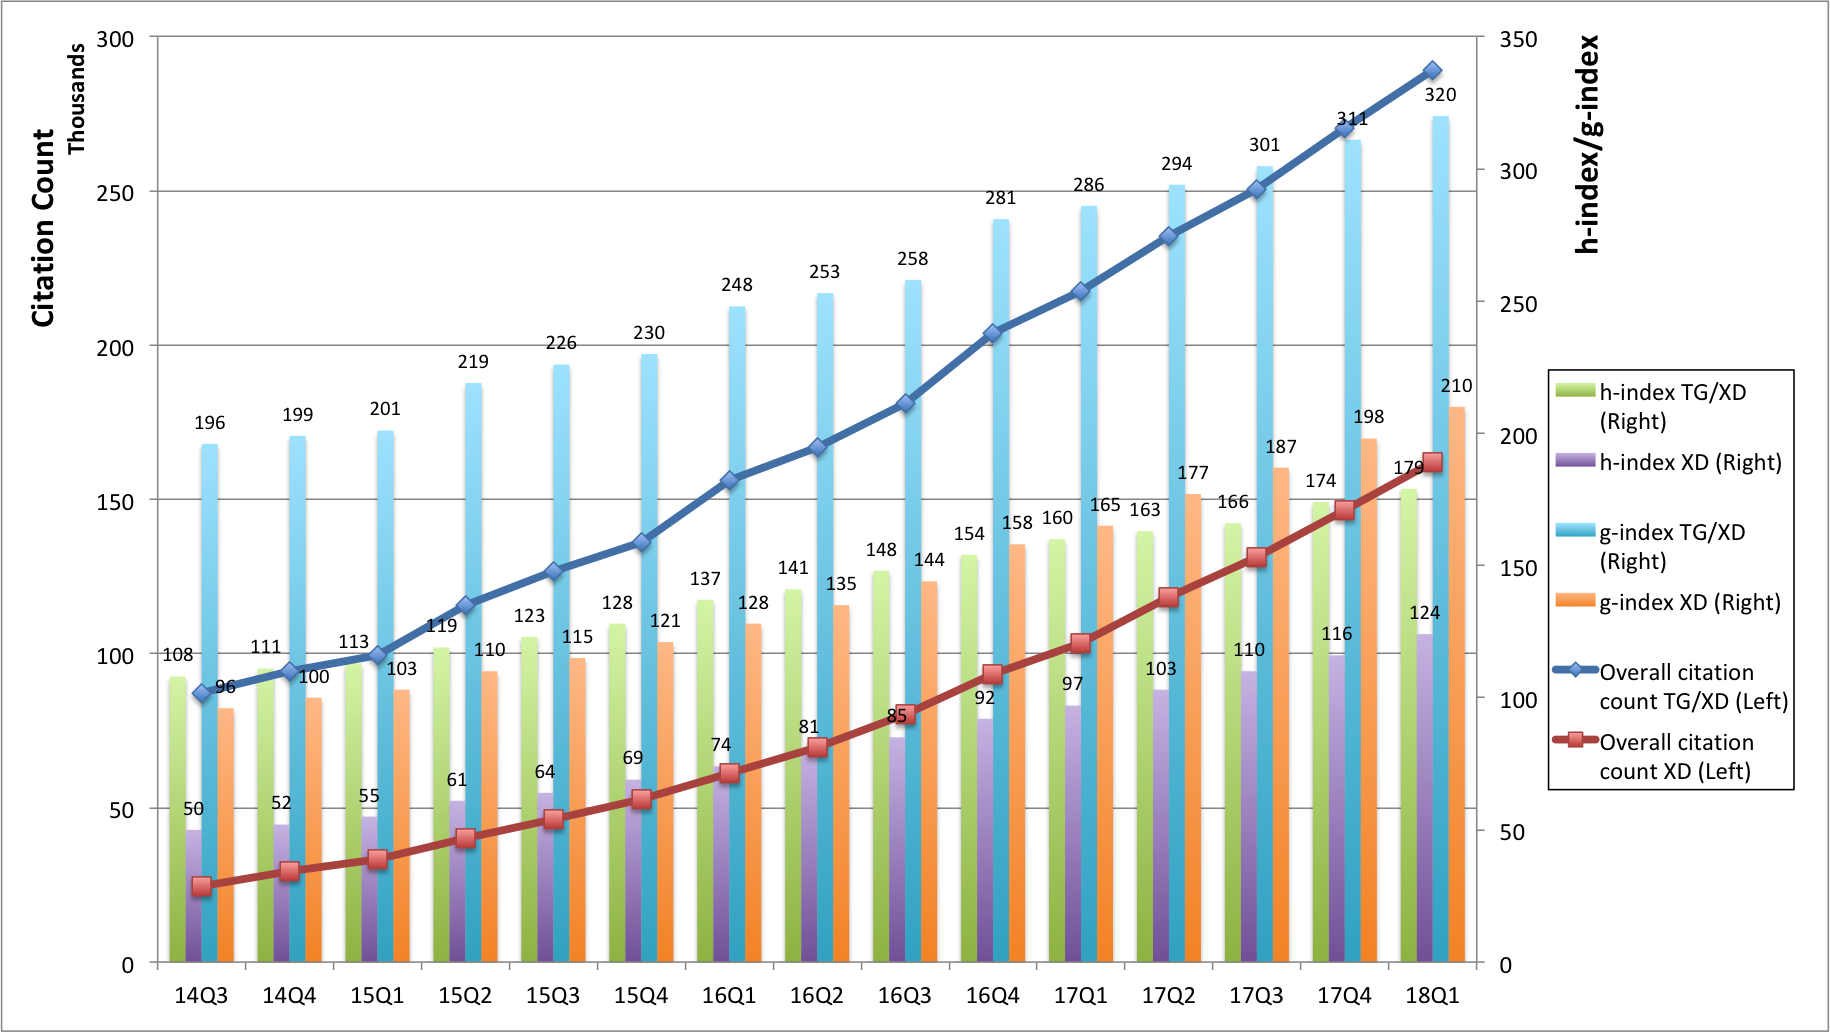 300
250
200
150
100
50
0
Citation Count
Thousands
350
300
250
200
150
100
50
0
h-index/g-index
108 50 196 96
111 52 199 100
113 55 201 103
119 61 219 110
123 64 226 115
128 69 230 121
137 74 248 128
141 81 253 135
148 85 258 144
154 92 281 158
160 97 286 165
163 103 294 177
166 110 301 187
174 116 311 198
179 124 320 210
14Q3 14Q4 15Q1 15Q2 15Q3 15Q4 16Q1 16Q2 16Q3 16Q4 17Q1 17Q2 17Q3 17Q4 18Q1
h-index TG/XD
(Right)
h-index XD (Right)
g-index TG/XD
(Right)
g-index XD (Right)
Overall citation
count TG/XD (Left)
Overall citation
count XD (Left)